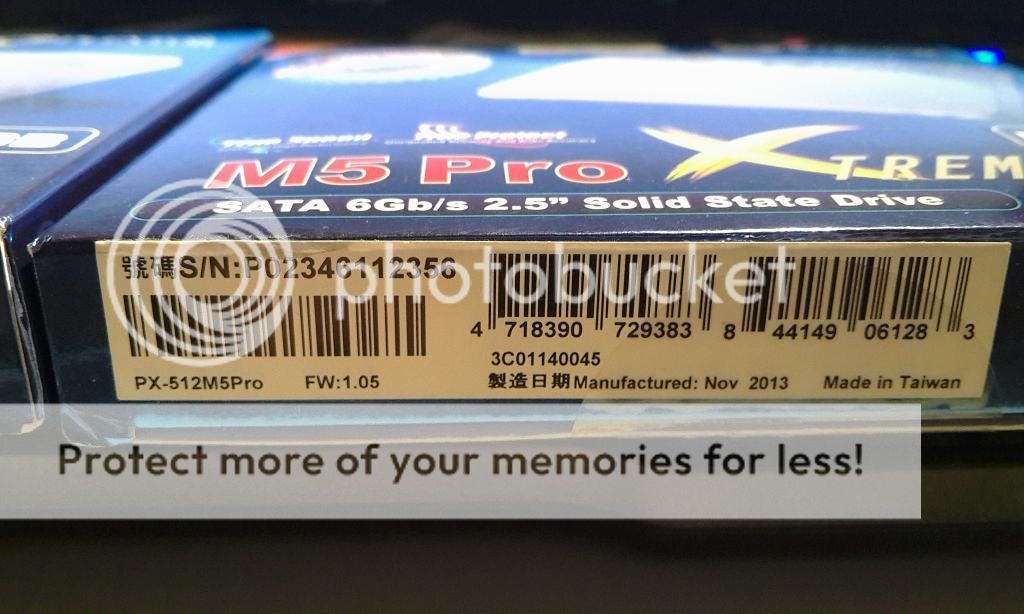 M5 Pro XTREM
SATA 6Gb/s 2.5" Solid State Drive
號碼S/N:P02346112356
photobucket
4 718390 729383 8 44149 06128 3
3C01140045
PX-512M5Pro FW:1.05
製造日期Manufactured: Nov 2013 Made in Taiwan
Protect more of your memories for less!